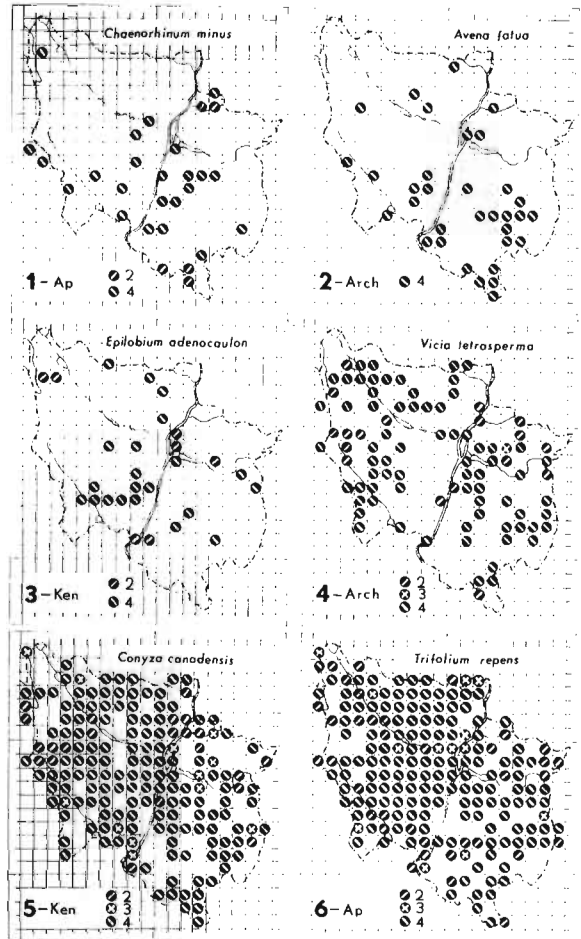 Chaenorhinum minus
1 – Ap
2
4
Avena fatua
2 – Arch
4
Epilobium adenocaulon
3 – Ken
2
4
Vicia tetrasperma
4 – Arch
2
3
4
Conyza canadensis
5 – Ken
2
3
4
Trifolium repens
6 – Ap
2
3
4